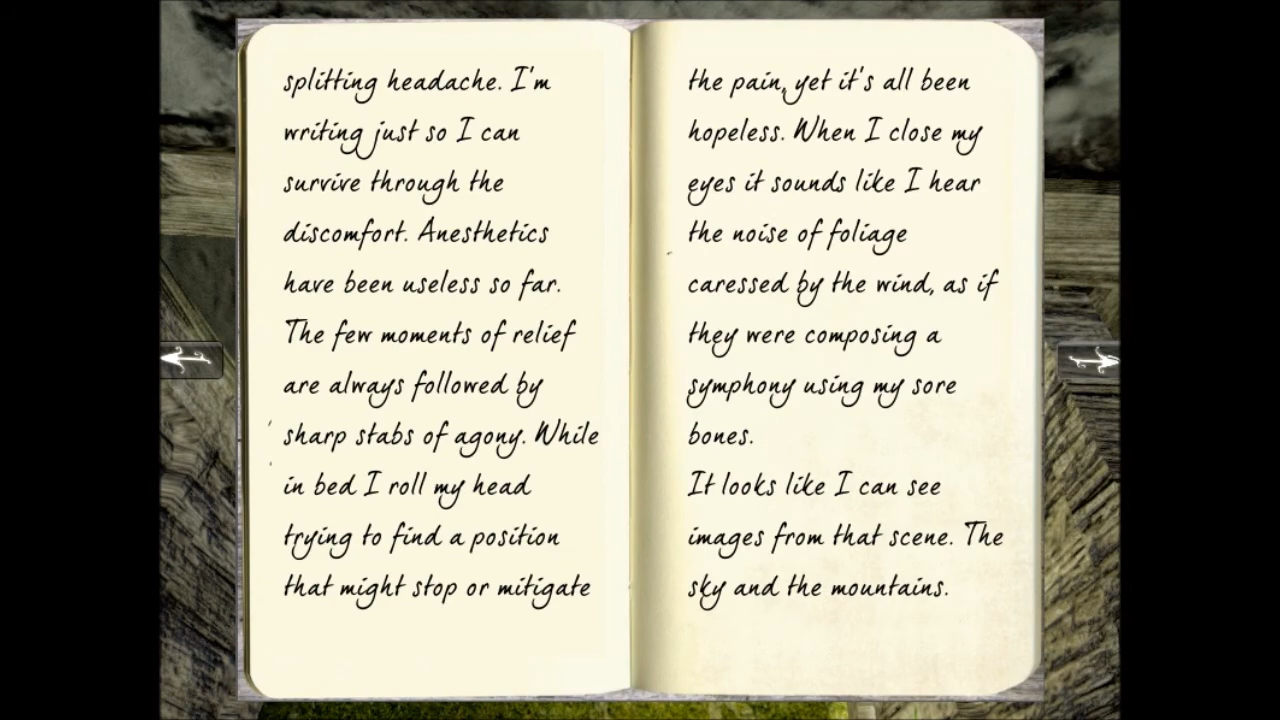 splitting headache. I'm
writing just so I can
survive through the
discomfort. Anesthetics
have been useless so far.
The few moments of relief
are always followed by
sharp stabs of agony. While
in bed I roll my head
trying to find a position
that might stop or mitigate
the pain, yet it's all been
hopeless. When I close my
eyes it sounds like I hear
the noise of foliage
caressed by the wind, as if
they were composing a
symphony using my sore
bones.
It looks like I can see
images from that scene. The
sky and the mountains.